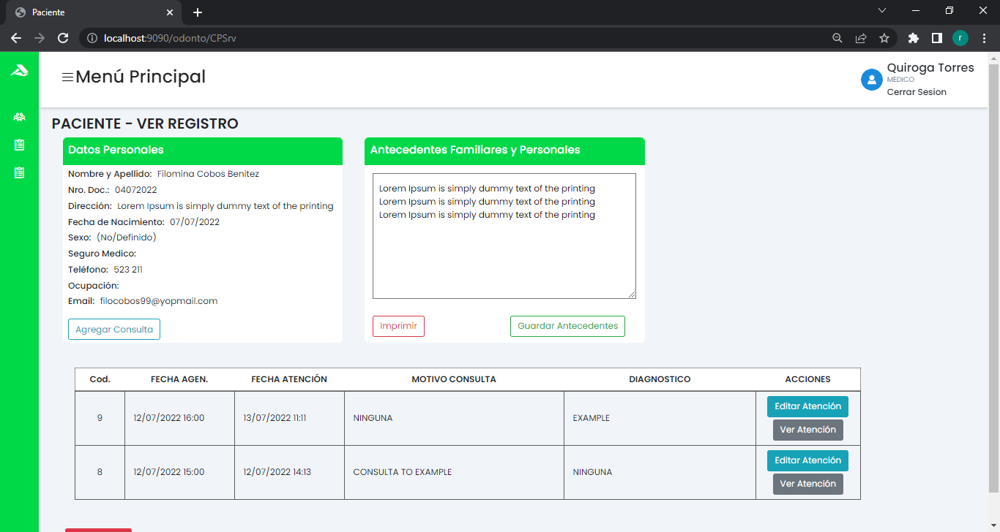 Paciente
localhost:9090/odonto/CPSrv
r
Menú Principal
Quiroga Torres
MEDICO
Cerrar Sesion
PACIENTE - VER REGISTRO
Datos Personales
Nombre y Apellido: Filomina Cobos Benitez
Nro. Doc.: 04072022
Dirección: Lorem Ipsum is simply dummy text of the printing
Fecha de Nacimiento: 07/07/2022
Sexo: (No/Definido)
Seguro Medico:
Teléfono: 523 211
Ocupación:
Email: filocobos99@yopmail.com
Agregar Consulta
Antecedentes Familiares y Personales
Lorem Ipsum is simply dummy text of the printing
Lorem Ipsum is simply dummy text of the printing
Lorem Ipsum is simply dummy text of the printing
Imprimir Guardar Antecedentes
Cod. FECHA AGEN. FECHA ATENCIÓN MOTIVO CONSULTA DIAGNOSTICO ACCIONES
9 12/07/2022 16:00 13/07/2022 11:11 NINGUNA EXAMPLE Editar Atención
Ver Atención
8 12/07/2022 15:00 12/07/2022 14:13 CONSULTA TO EXAMPLE NINGUNA Editar Atención
Ver Atención